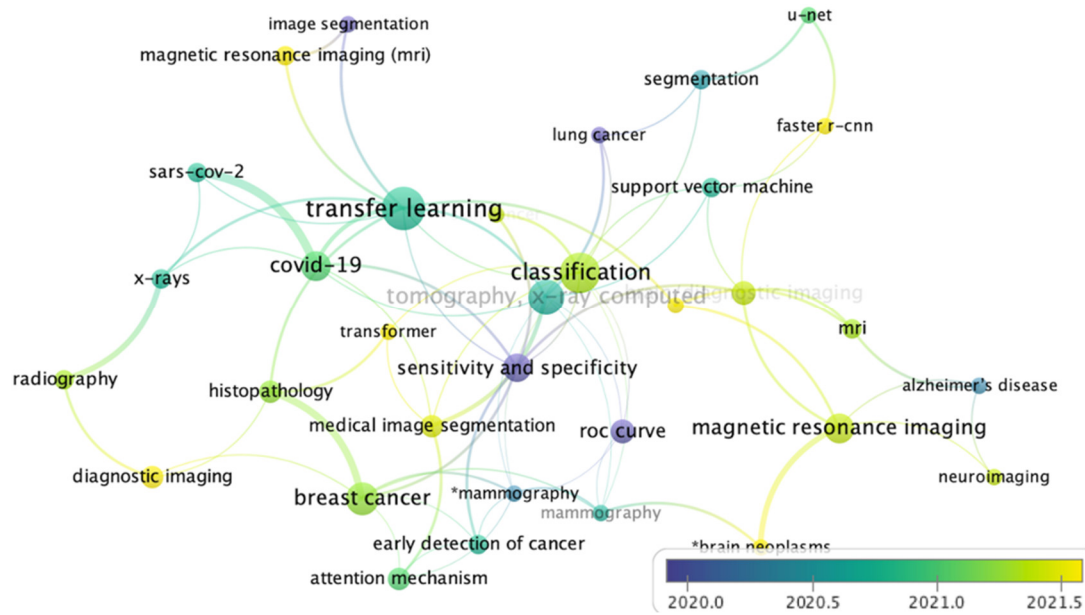 image segmentation
u-net
magnetic resonance imaging (mri)
segmentation
lung cancer
faster r-cnn
sars-cov-2
support vector machine
transfer learning
covid-19
classification
x-rays
tomography, x-ray computed
diagnostic imaging
transformer
mri
sensitivity and specificity
radiography
histopathology
alzheimer's disease
medical image segmentation
roc curve
magnetic resonance imaging
diagnostic imaging
neuroimaging
breast cancer
*mammography
mammography
early detection of cancer
*brain neoplasms
attention mechanism
2020.0 2020.5 2021.0 2021.5